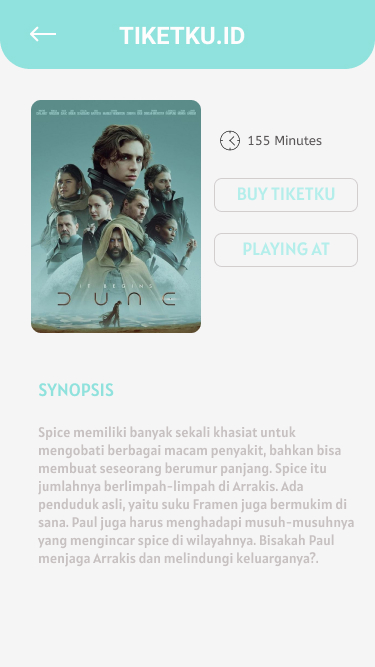 TIKETKU.ID
155 Minutes
BUY TIKETKU
PLAYING AT
IT BEGINS
DUNE
SYNOPSIS
Spice memiliki banyak sekali khasiat untuk
mengobati berbagai macam penyakit, bahkan bisa
membuat seseorang berumur panjang. Spice itu
jumlahnya berlimpah-limpah di Arrakis. Ada
penduduk asli, yaitu suku Framen juga bermukim di
sana. Paul juga harus menghadapi musuh-musuhnya
yang mengincar spice di wilayahnya. Bisakah Paul
menjaga Arrakis dan melindungi keluarganya?.